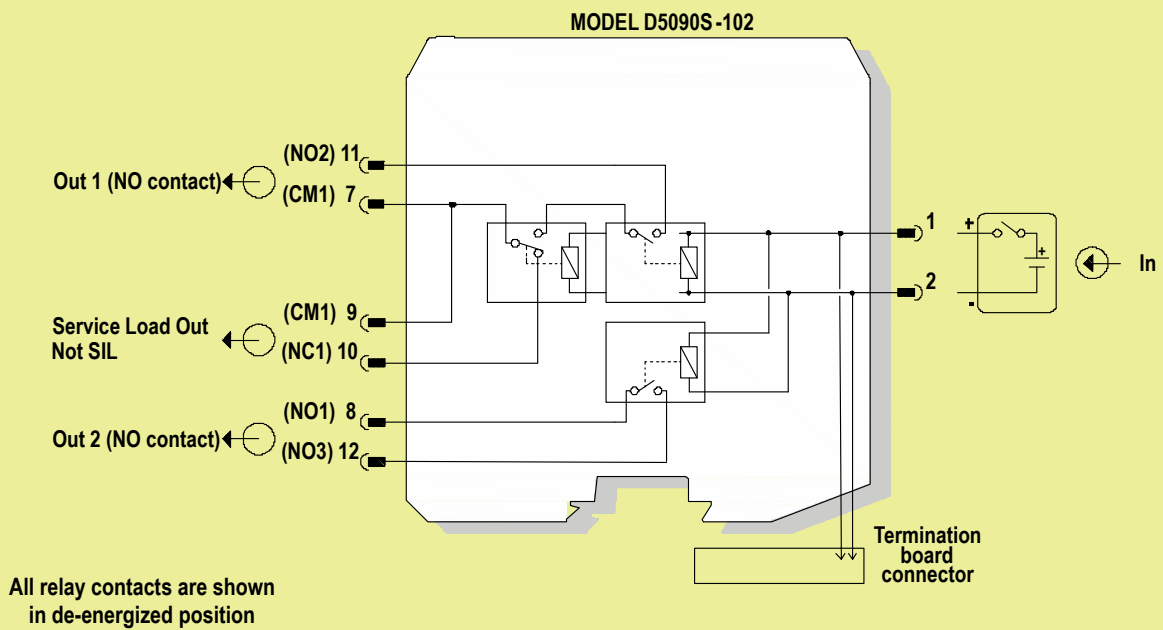 MODEL D5090S-102
(NO2) 11
Out 1 (NO contact)
(CM1) 7
1
+
+
2
-
In
(CM1) 9
Service Load Out
Not SIL
(NC1) 10
(NO1) 8
Out 2 (NO contact)
(NO3) 12
Termination
board
connector
All relay contacts are shown
in de-energized position